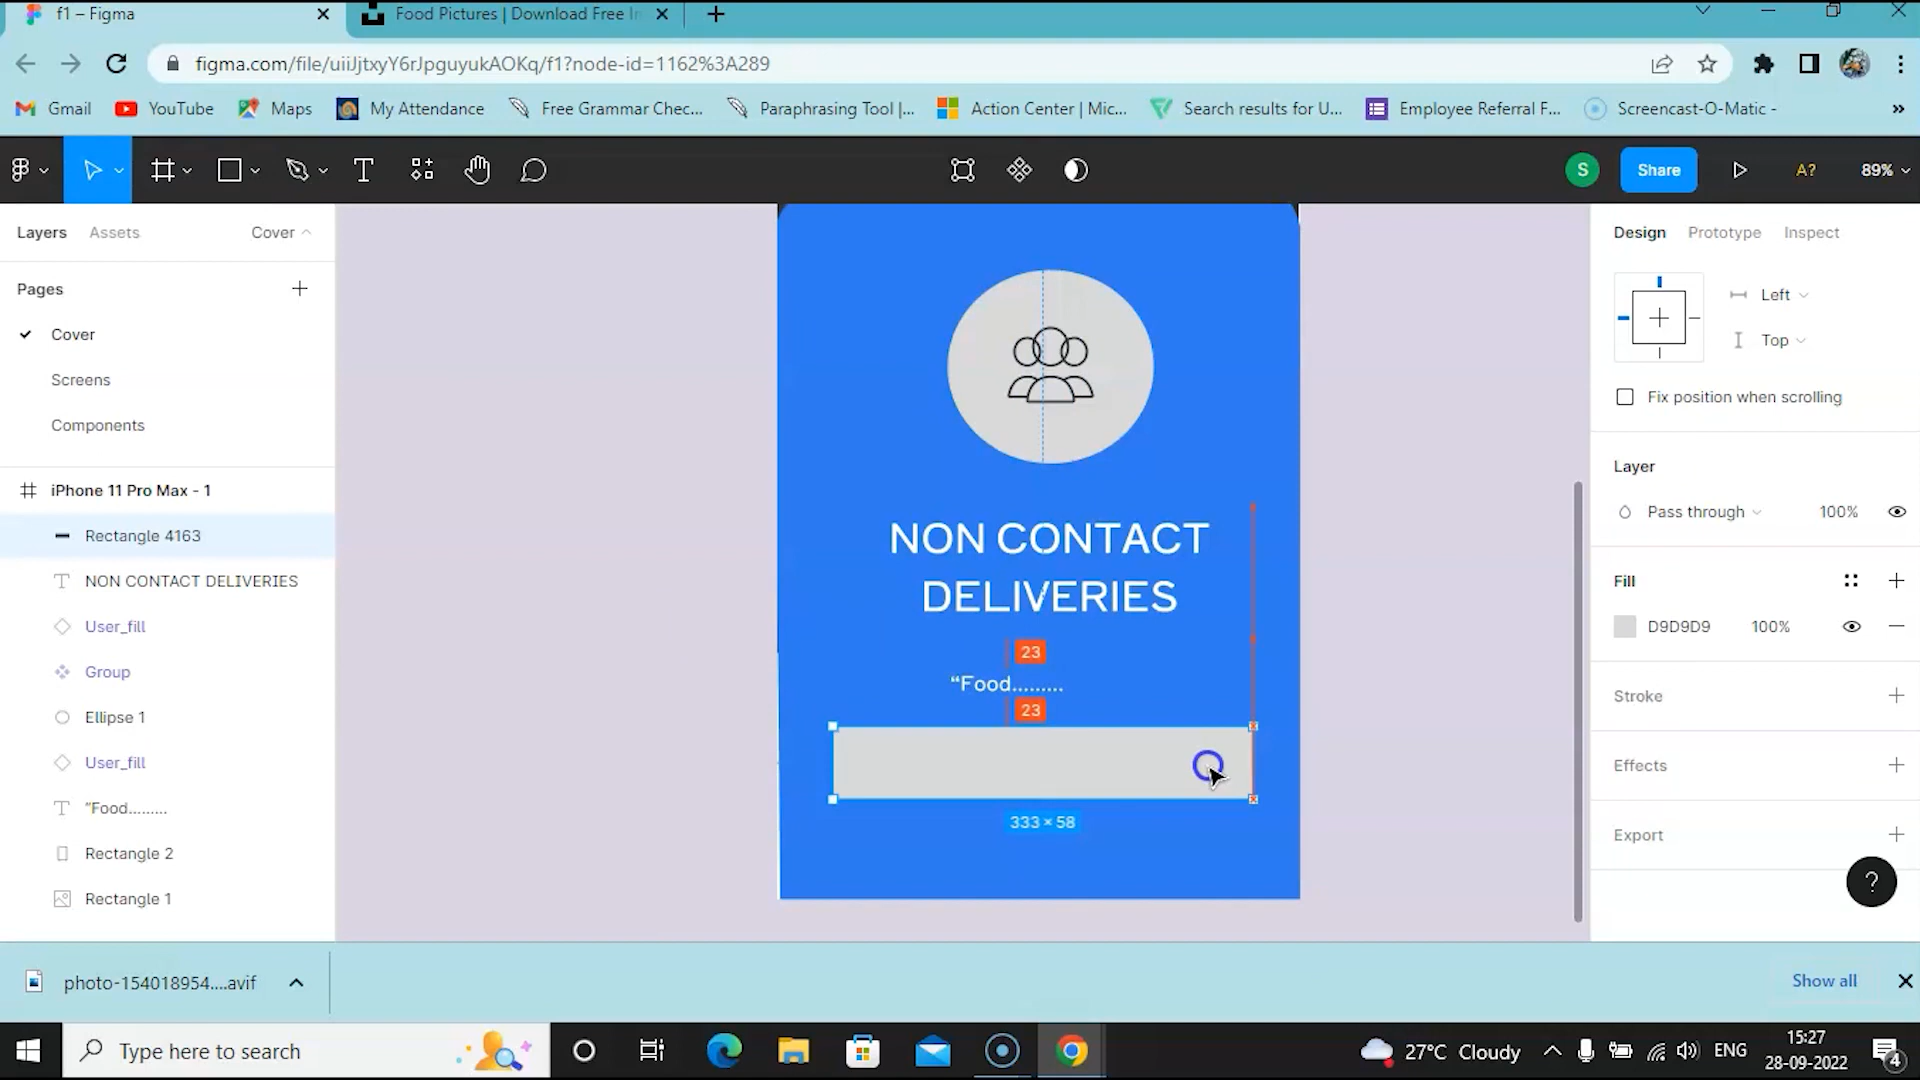 f1 – Figma
Food Pictures | Download Free In
figma.com/file/uiiJjtxyY6rJpguyukAOKq/f1?node-id=1162%3A289
Gmail
YouTube
Maps
My Attendance
Free Grammar Chec...
Paraphrasing Tool |...
Action Center | Mic...
Search results for U...
Employee Referral F...
Screencast-O-Matic -
»
S
Share
A?
89%
Layers
Assets
Cover
Pages
Cover
Screens
Components
iPhone 11 Pro Max - 1
Rectangle 4163
NON CONTACT DELIVERIES
User_fill
Group
Ellipse 1
User_fill
“Food.........
Rectangle 2
Rectangle 1
NON CONTACT
DELIVERIES
23
“Food.........
23
333 × 58
Design
Prototype
Inspect
Left
Top
Fix position when scrolling
Layer
Pass through
100%
Fill
D9D9D9
100%
Stroke
Effects
Export
?
photo-154018954....avif
Show all
Type here to search
27°C Cloudy
ENG
15:27
28-09-2022
4